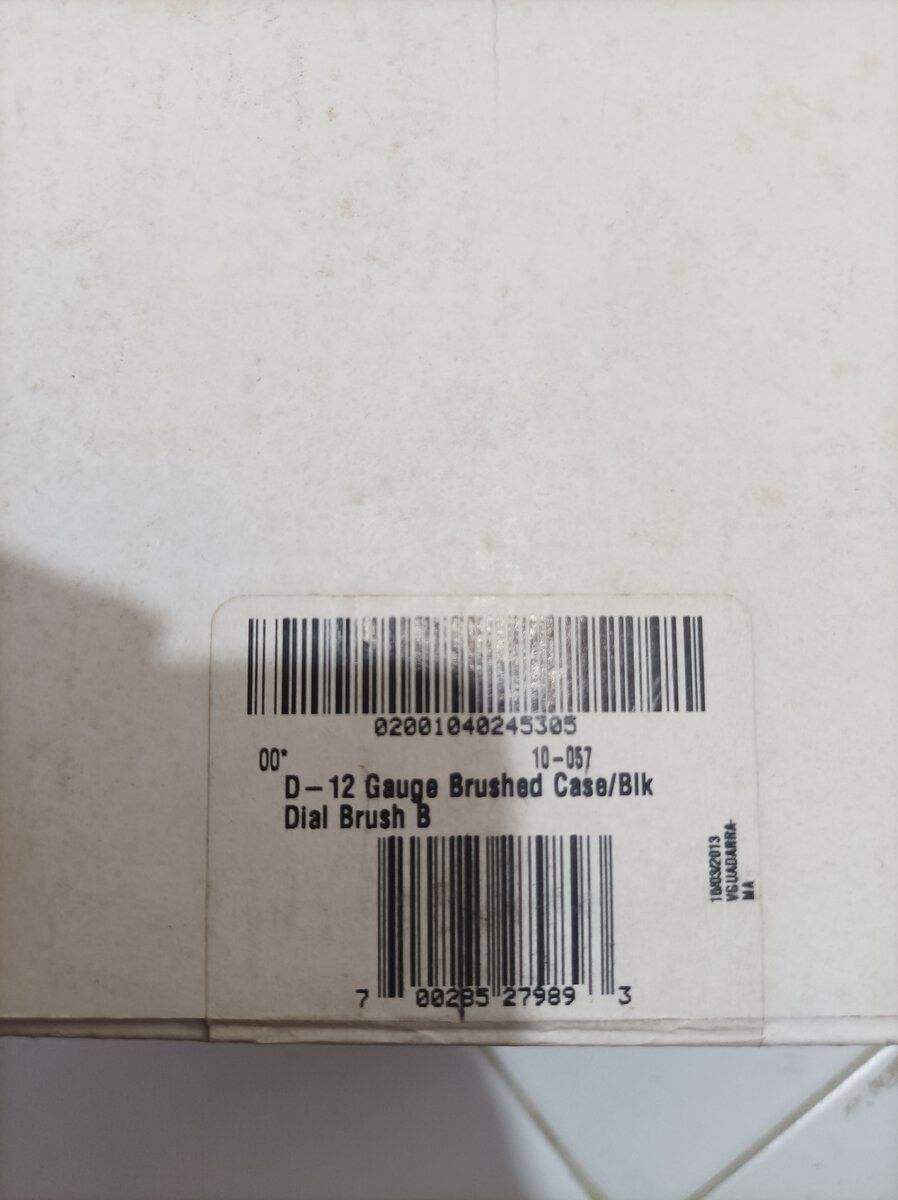 02001040245305
00* 10-057
D-12 Gauge Brushed Case/Blk
Dial Brush B
7 00285 27989 3
10/03/2013
VGUADARRA-
MA